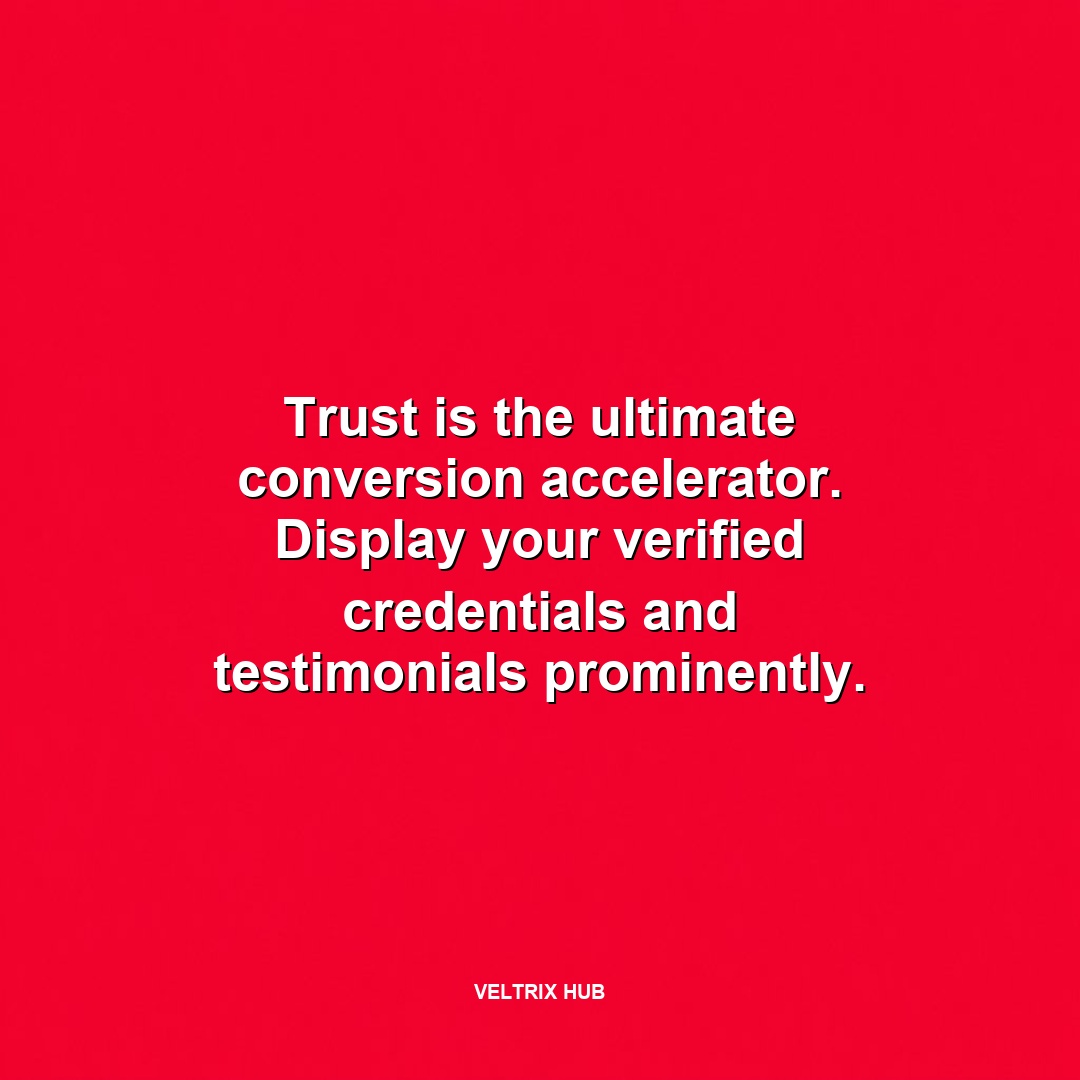 Trust is the ultimate
conversion accelerator.
Display your verified
credentials and
testimonials prominently.
VELTRIX HUB